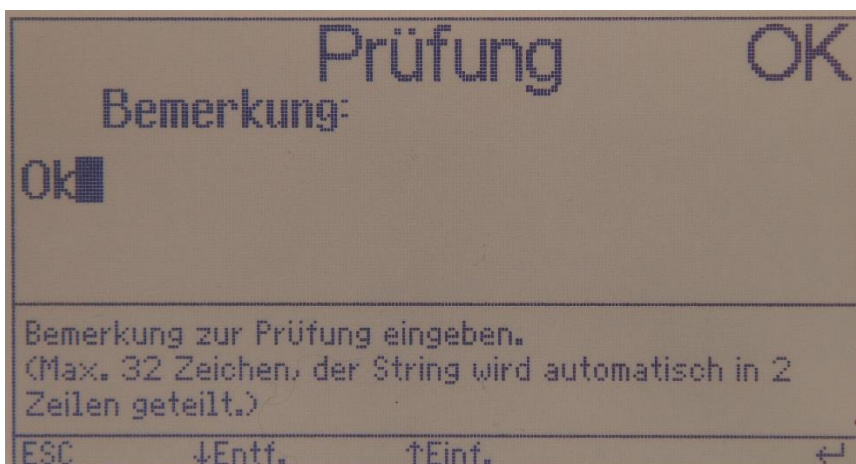 Prüfung OK
Bemerkung:
Ok
Bemerkung zur Prüfung eingeben.
(Max. 32 Zeichen, der String wird automatisch in 2
Zeilen geteilt.)
ESC ↓Entf. ↑Einf. ↵